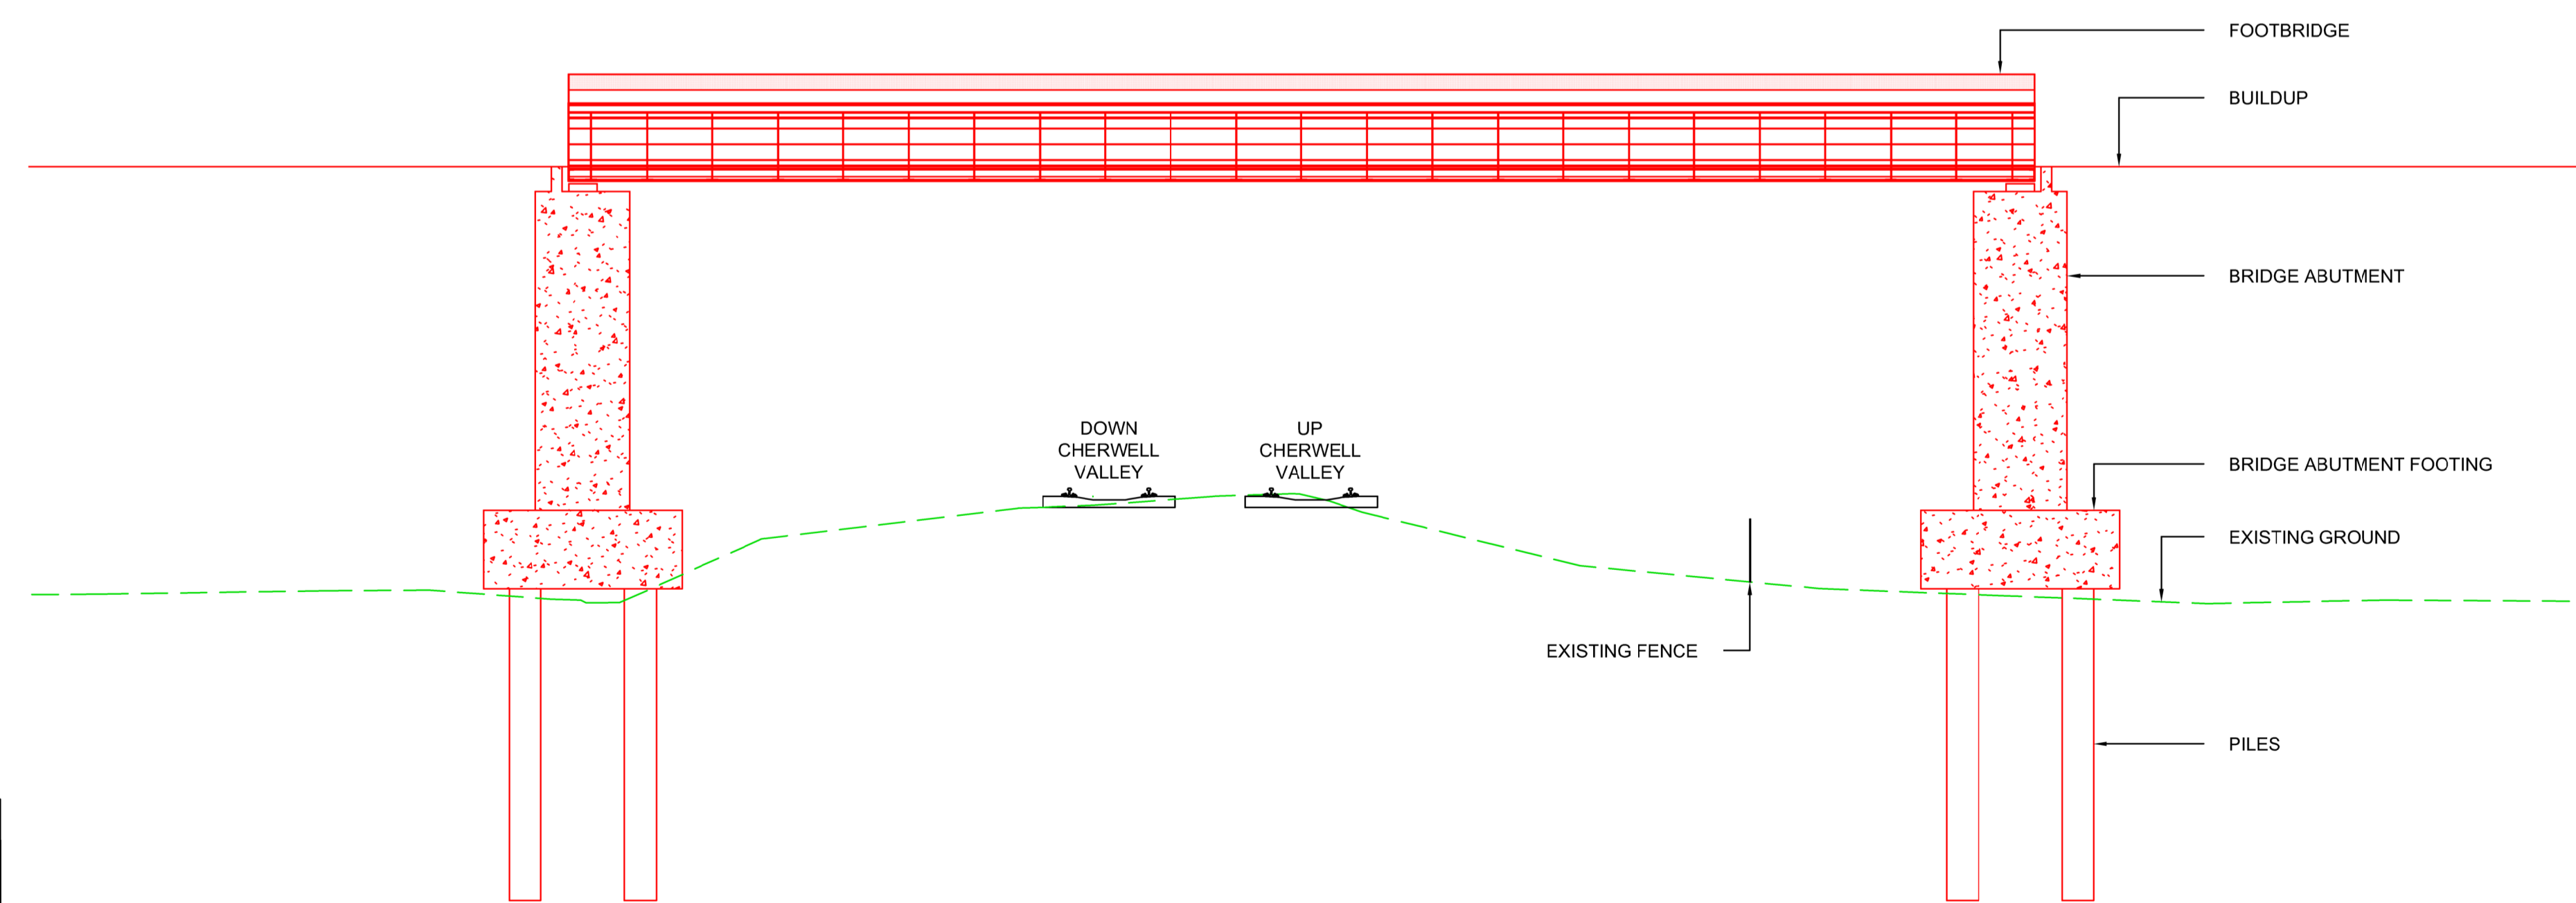 FOOTBRIDGE
BUILDUP
BRIDGE ABUTMENT
DOWN
CHERWELL
VALLEY
UP
CHERWELL
VALLEY
BRIDGE ABUTMENT FOOTING
EXISTING GROUND
EXISTING FENCE
PILES